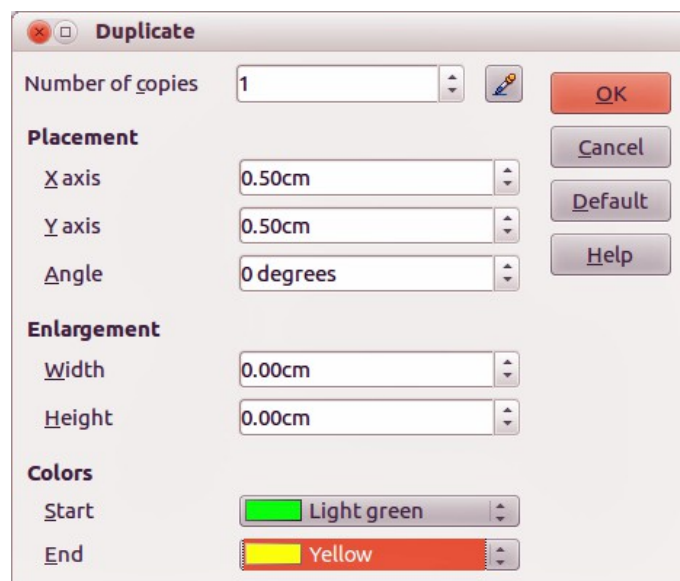 Duplicate
Number of copies 1
OK
Placement
Cancel
X axis 0.50cm
Default
Y axis 0.50cm
Help
Angle 0 degrees
Enlargement
Width 0.00cm
Height 0.00cm
Colors
Start Light green
End Yellow